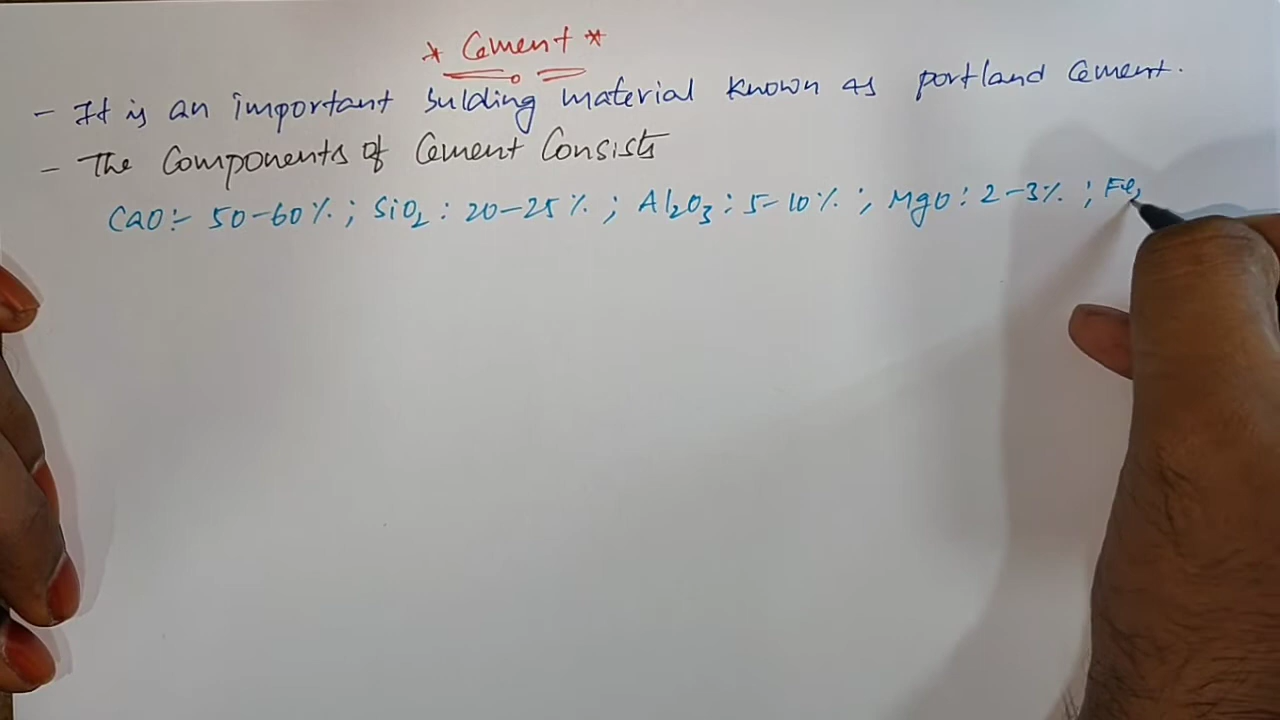 * Cement *
- It is an important bulding material known as portland cement.
- The Components of Cement Consists
CaO:- 50-60%; SiO2 : 20-25%; Al2O3 : 5-10%; MgO : 2-3%; Fe2